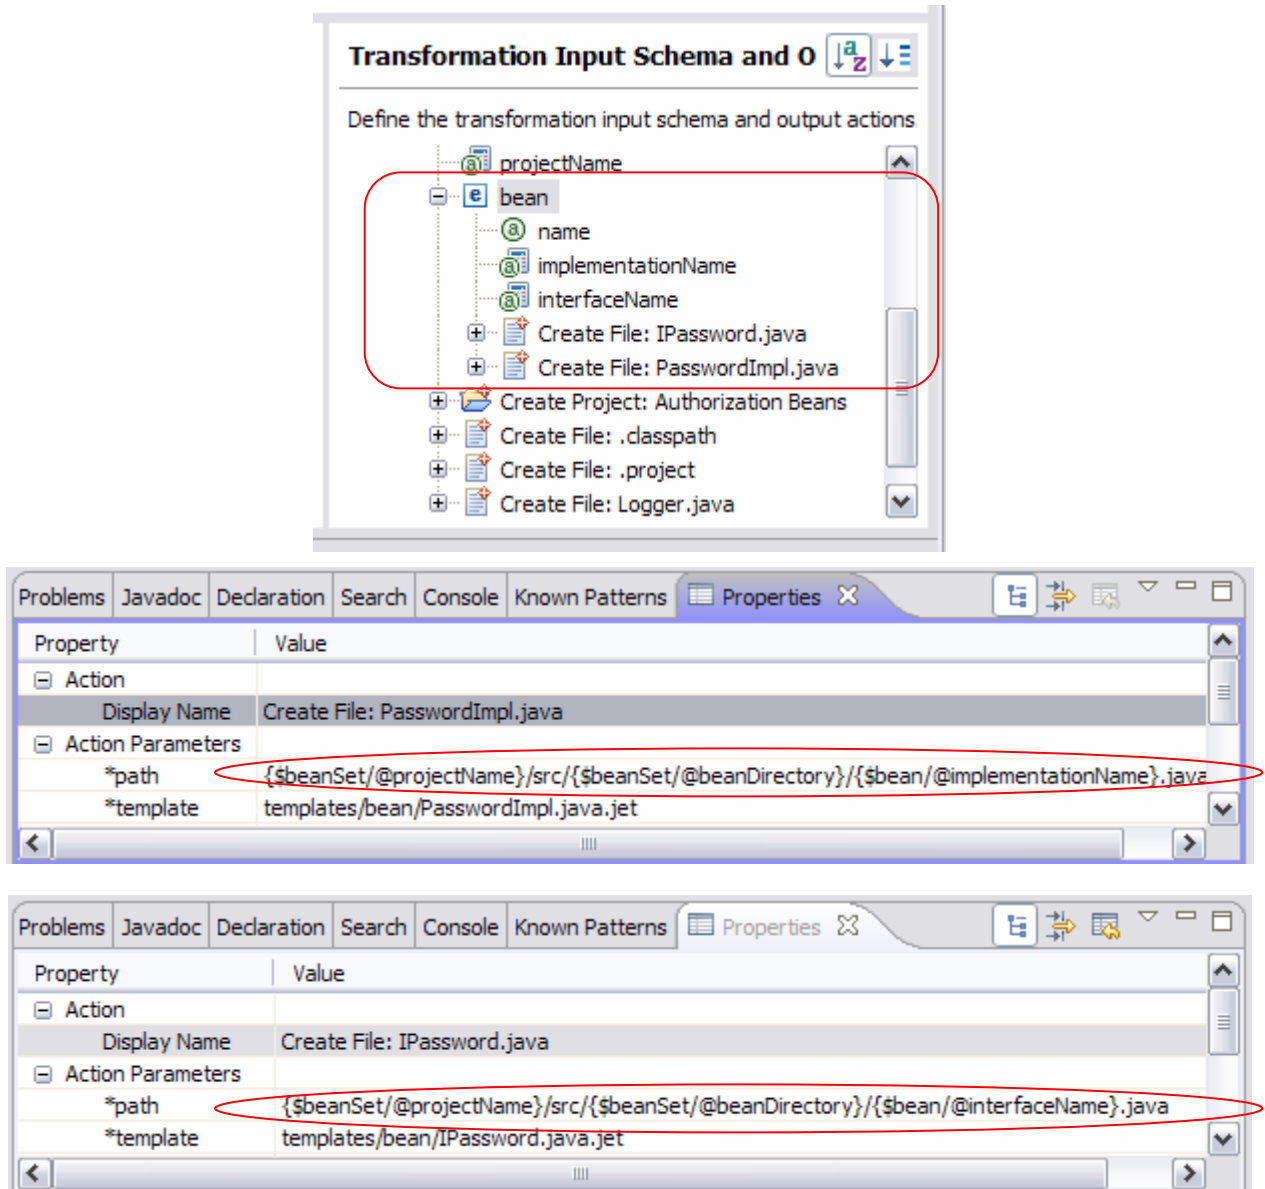 Transformation Input Schema and O
Define the transformation input schema and output actions.
projectName
bean
name
implementationName
interfaceName
Create File: IPassword.java
Create File: PasswordImpl.java
Create Project: Authorization Beans
Create File: .classpath
Create File: .project
Create File: Logger.java
Problems Javadoc Declaration Search Console Known Patterns Properties
Property Value
Action
Display Name Create File: PasswordImpl.java
Action Parameters
*path {$beanSet/@projectName}/src/{$beanSet/@beanDirectory}/{$bean/@implementationName}.java
*template templates/bean/PasswordImpl.java.jet
Problems Javadoc Declaration Search Console Known Patterns Properties
Property Value
Action
Display Name Create File: IPassword.java
Action Parameters
*path {$beanSet/@projectName}/src/{$beanSet/@beanDirectory}/{$bean/@interfaceName}.java
*template templates/bean/IPassword.java.jet